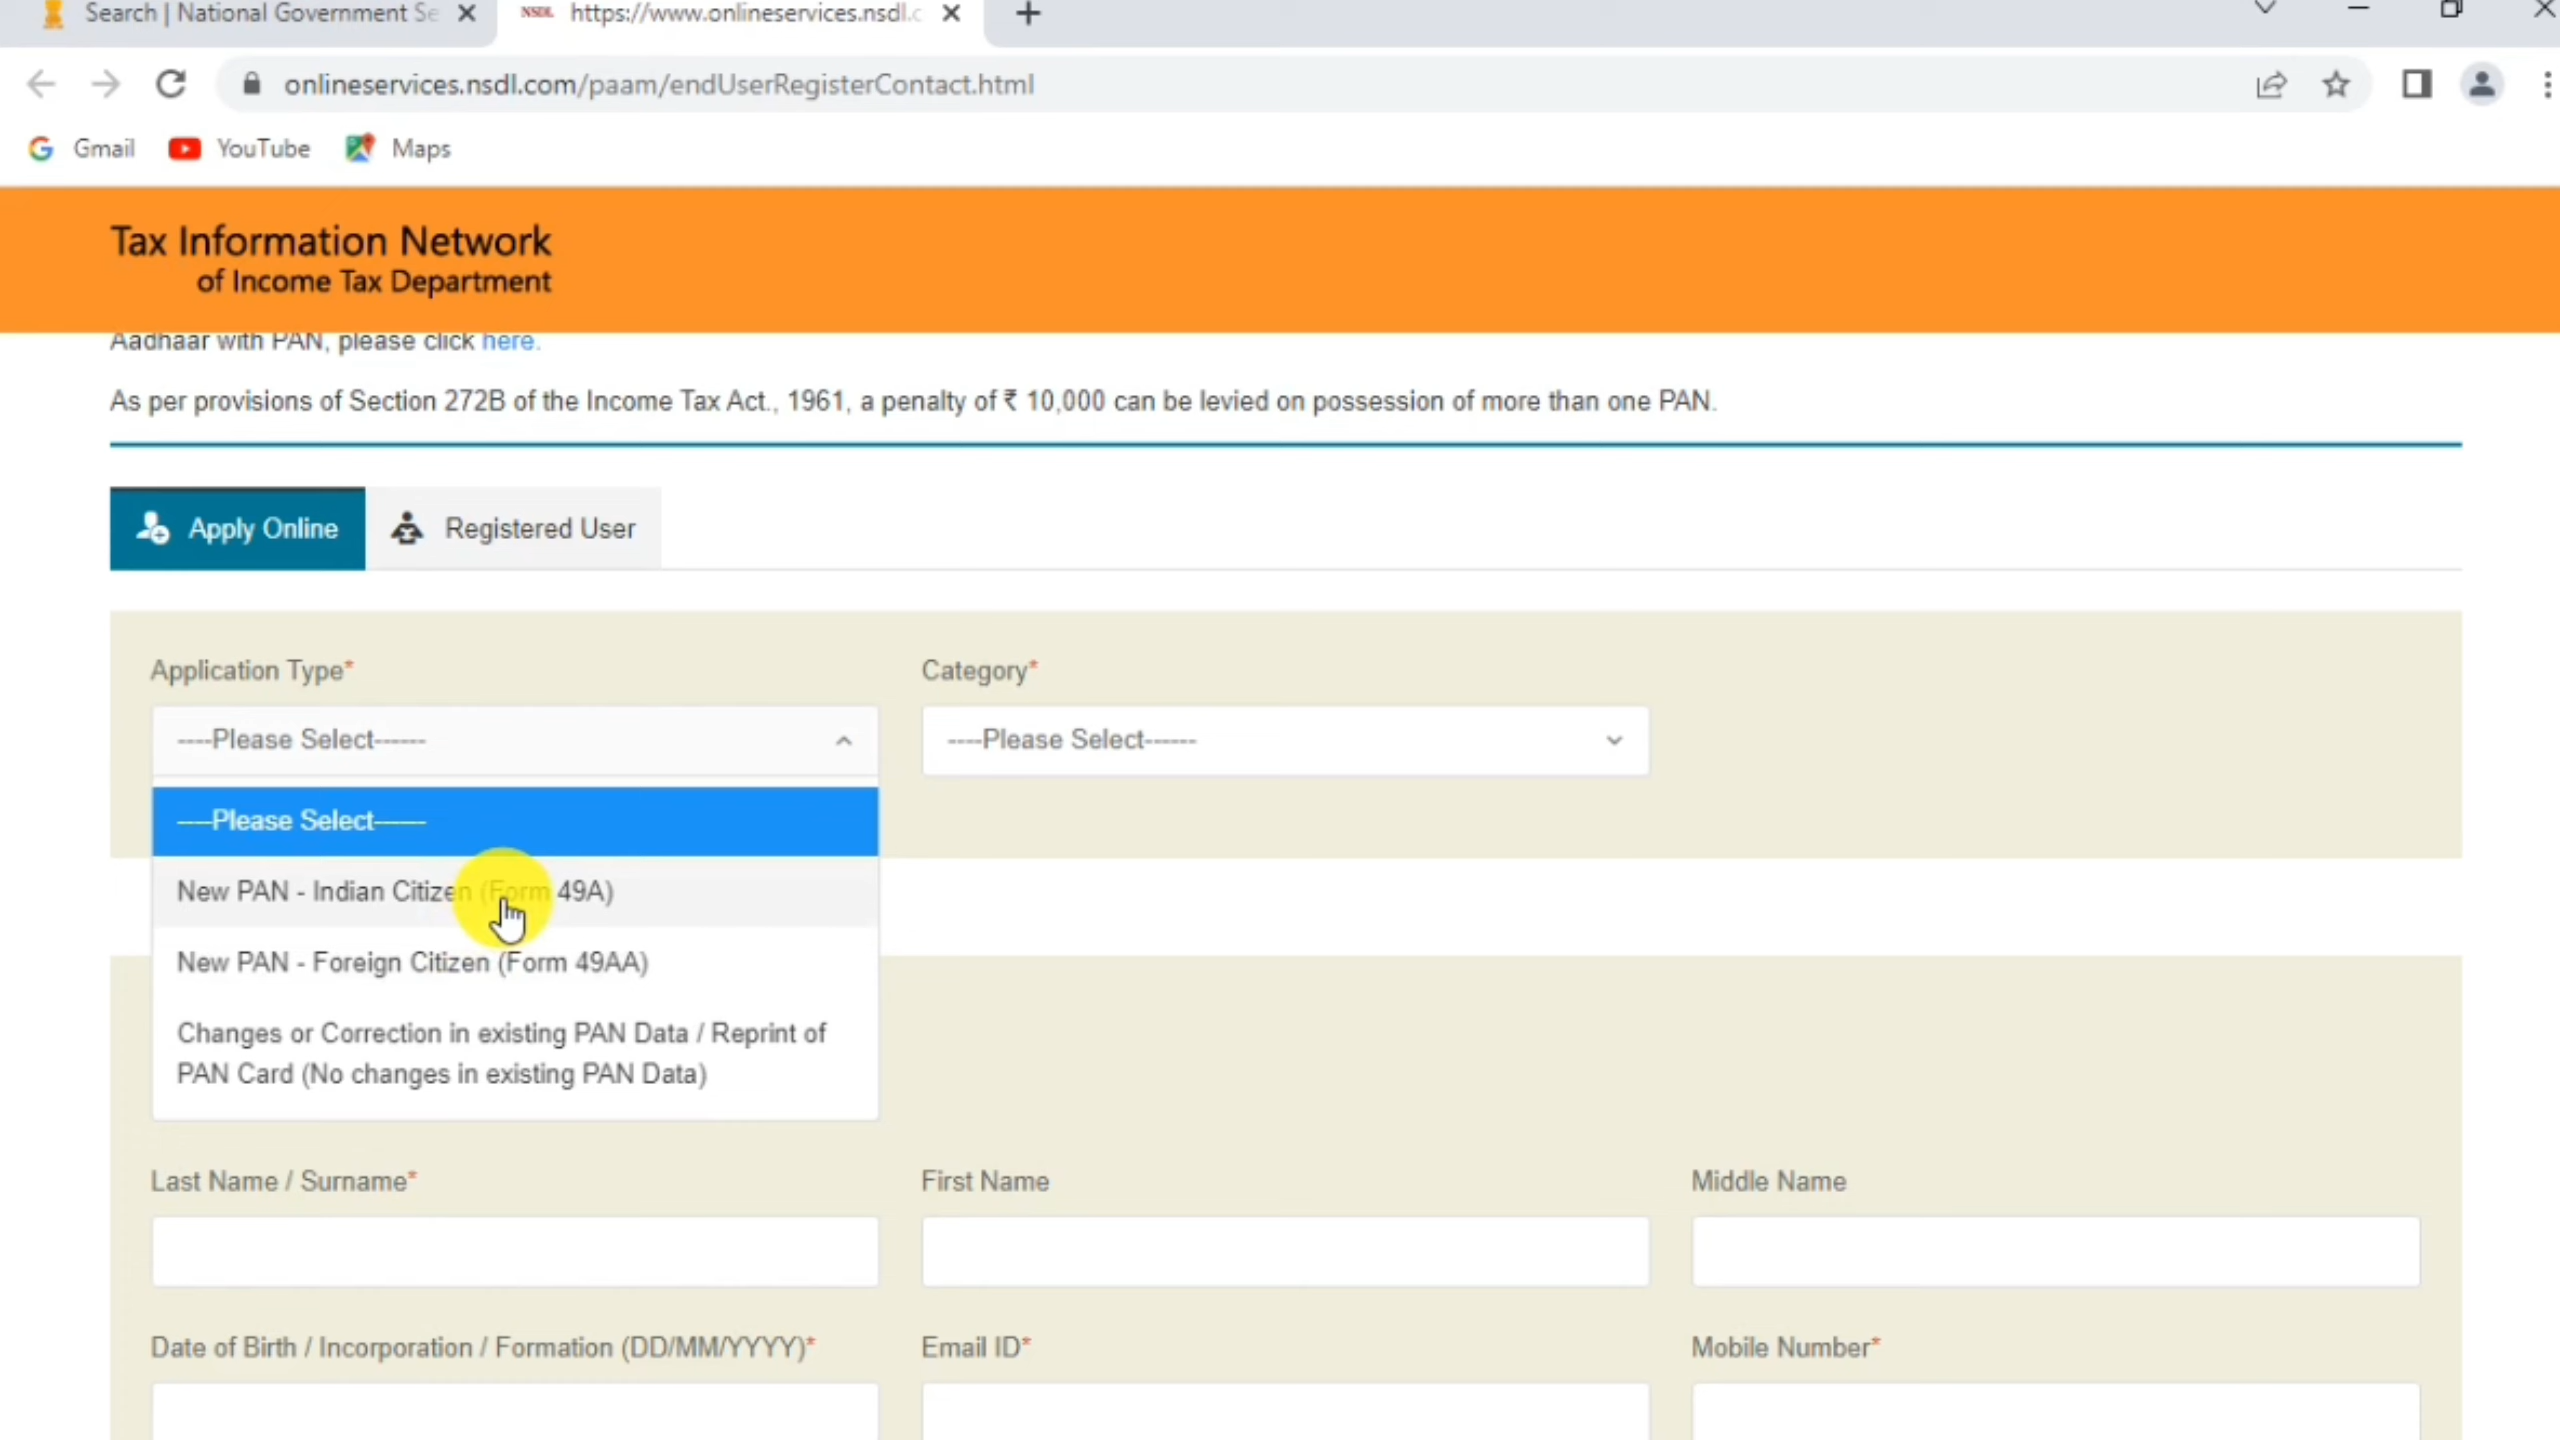 Search | National Government Se
NSDL https://www.onlineservices.nsdl.c
onlineservices.nsdl.com/paam/endUserRegisterContact.html
G Gmail YouTube Maps
Tax Information Network
of Income Tax Department
Aadhaar with PAN, please click here.
As per provisions of Section 272B of the Income Tax Act., 1961, a penalty of ₹ 10,000 can be levied on possession of more than one PAN.
Apply Online Registered User
Application Type* Category*
----Please Select------ ----Please Select------
----Please Select------
New PAN - Indian Citizen (Form 49A)
New PAN - Foreign Citizen (Form 49AA)
Changes or Correction in existing PAN Data / Reprint of
PAN Card (No changes in existing PAN Data)
Last Name / Surname* First Name Middle Name
Date of Birth / Incorporation / Formation (DD/MM/YYYY)* Email ID* Mobile Number*